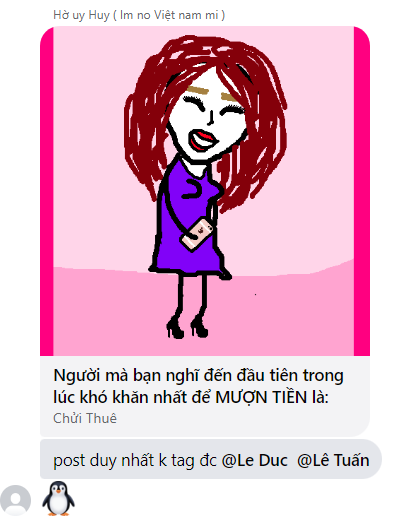 Hờ uy Huy ( Im no Việt nam mi )
Người mà bạn nghĩ đến đầu tiên trong
lúc khó khăn nhất để MƯỢN TIỀN là:
Chửi Thuê
post duy nhất k tag đc @Le Duc @Lê Tuấn